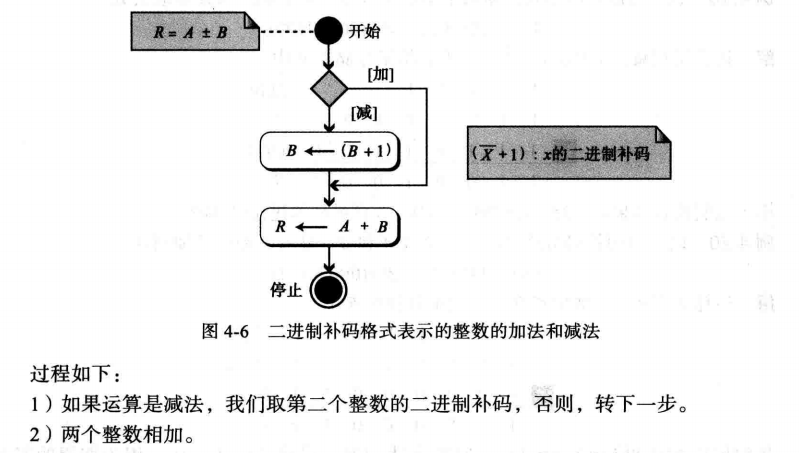 R = A ± B
开始
[加]
[减]
B ← (B̅ + 1)
(X̅ + 1)：x的二进制补码
R ← A + B
停止
图 4-6 二进制补码格式表示的整数的加法和减法
过程如下：
1）如果运算是减法，我们取第二个整数的二进制补码，否则，转下一步。
2）两个整数相加。